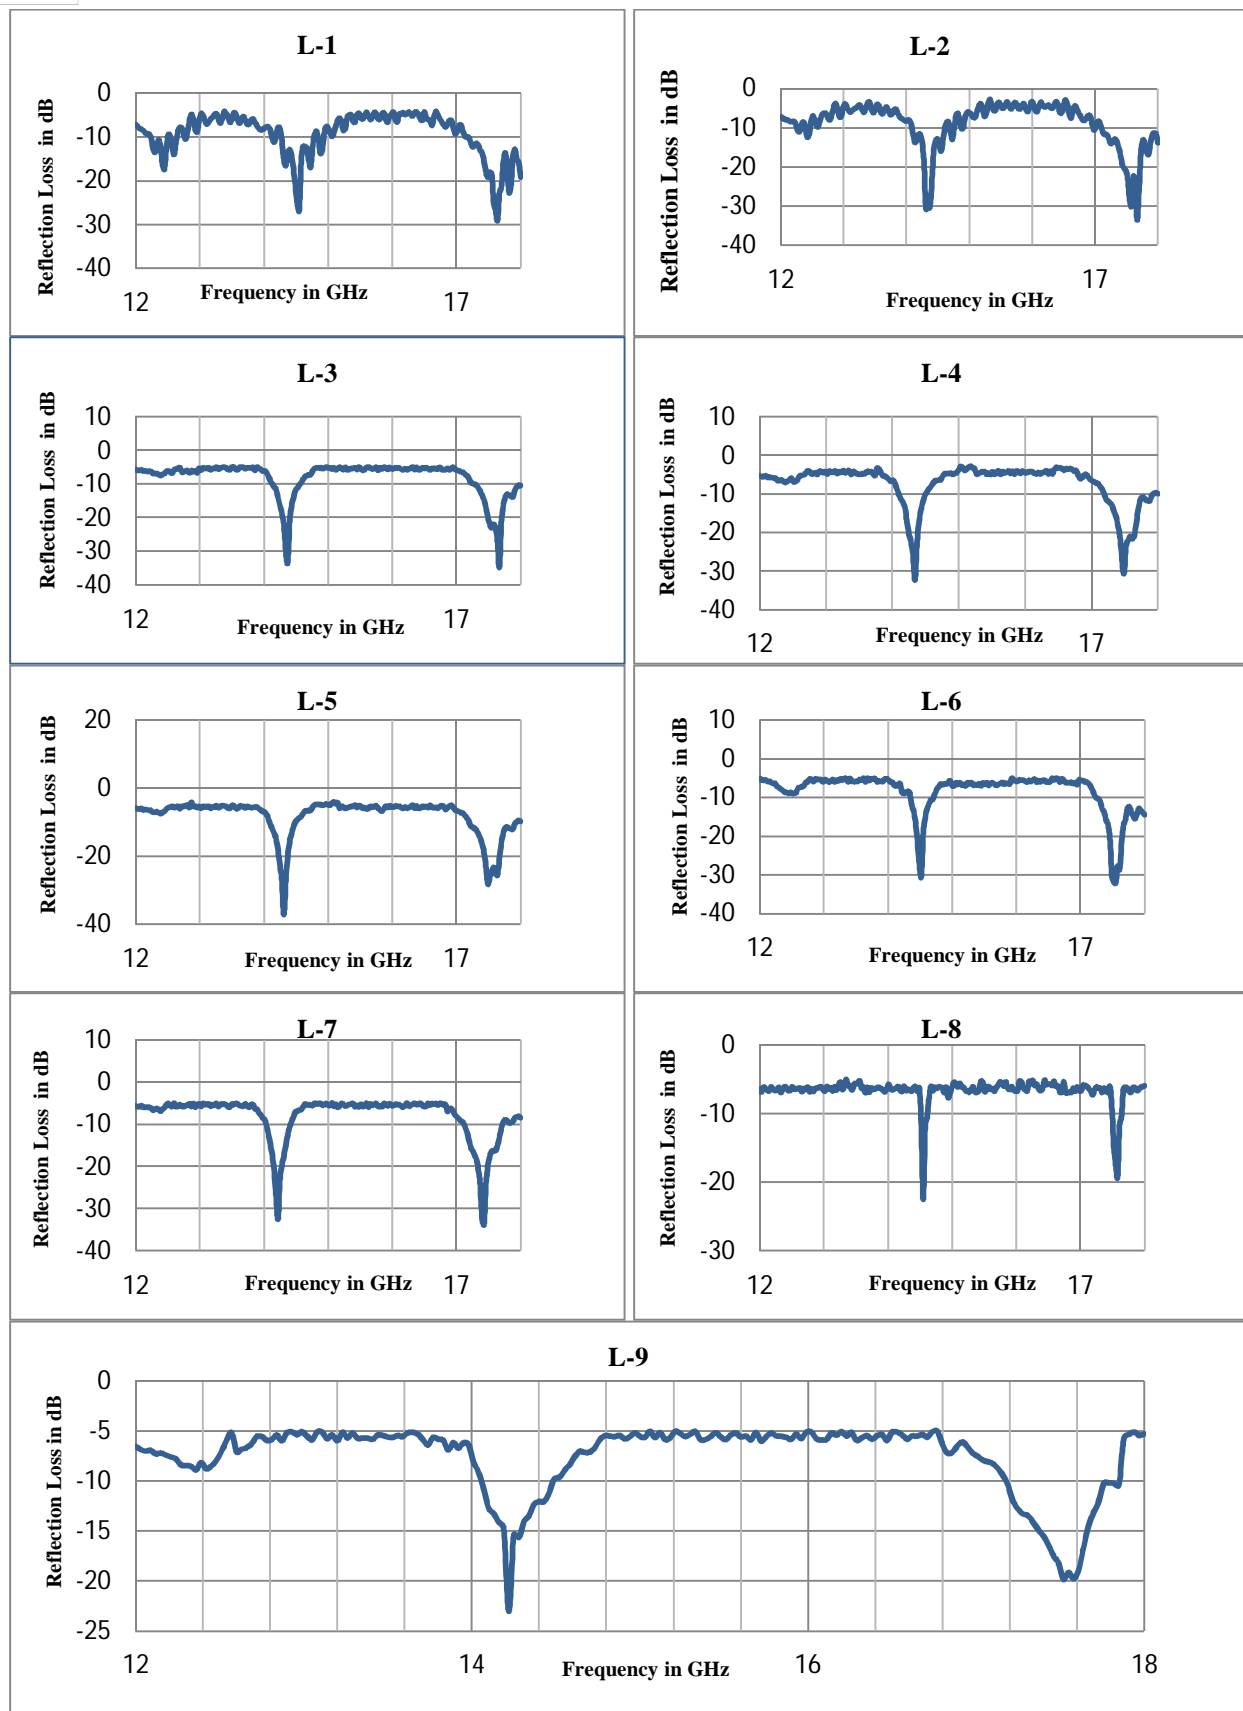 L-1
0
-10
-20
-30
-40
Reflection Loss in dB
12
17
Frequency in GHz
L-2
0
-10
-20
-30
-40
Reflection Loss in dB
12
17
Frequency in GHz
L-3
10
0
-10
-20
-30
-40
Reflection Loss in dB
12
17
Frequency in GHz
L-4
10
0
-10
-20
-30
-40
Reflection Loss in dB
12
17
Frequency in GHz
L-5
20
0
-20
-40
Reflection Loss in dB
12
17
Frequency in GHz
L-6
10
0
-10
-20
-30
-40
Reflection Loss in dB
12
17
Frequency in GHz
L-7
10
0
-10
-20
-30
-40
Reflection Loss in dB
12
17
Frequency in GHz
L-8
0
-10
-20
-30
Reflection Loss in dB
12
17
Frequency in GHz
L-9
0
-5
-10
-15
-20
-25
Reflection Loss in dB
12
14
16
18
Frequency in GHz